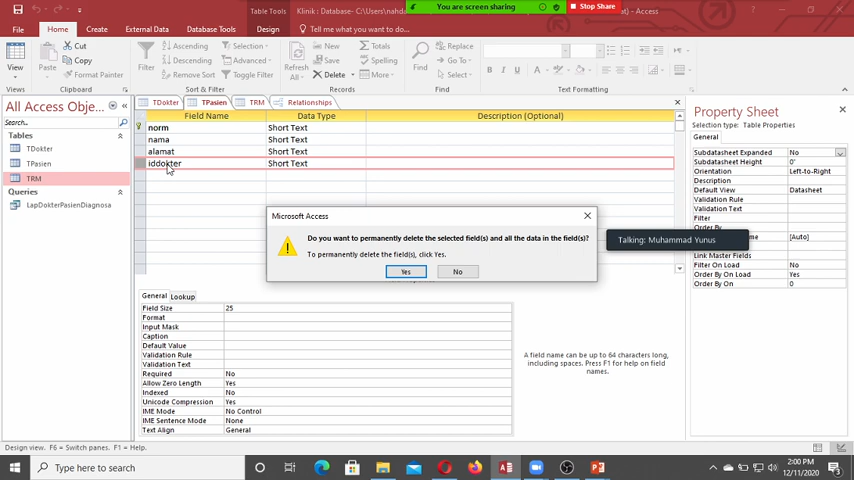 Table Tools
Klinik : Database- C:\Users\nahda
You are screen sharing
Stop Share
at) - Access
File
Home
Create
External Data
Database Tools
Design
Tell me what you want to do...
View
Paste
Cut
Copy
Format Painter
Filter
Ascending
Descending
Remove Sort
Selection
Advanced
Toggle Filter
Refresh
All
New
Save
Delete
Totals
Spelling
More
Find
Replace
Go To
Select
B I U
Views
Clipboard
Sort & Filter
Records
Find
Text Formatting
All Access Obje...
Search...
Tables
TDokter
TPasien
TRM
Queries
LapDokterPasienDiagnosa
TDokter
TPasien
TRM
Relationships
Field Name
Data Type
Description (Optional)
norm
Short Text
nama
Short Text
alamat
Short Text
iddokter
Short Text
Microsoft Access
Do you want to permanently delete the selected field(s) and all the data in the field(s)?
To permanently delete the field(s), click Yes.
Yes
No
Talking: Muhammad Yunus
General
Lookup
Field Size
25
Format
Input Mask
Caption
Default Value
Validation Rule
Validation Text
Required
No
Allow Zero Length
Yes
Indexed
No
Unicode Compression
Yes
IME Mode
No Control
IME Sentence Mode
None
Text Align
General
A field name can be up to 64 characters long,
including spaces. Press F1 for help on field
names.
Property Sheet
Selection type: Table Properties
General
Subdatasheet Expanded
No
Subdatasheet Height
0"
Orientation
Left-to-Right
Description
Default View
Datasheet
Validation Rule
Validation Text
Filter
Order By
[Auto]
Link Master Fields
Filter On Load
No
Order By On Load
Yes
Order By On
0
Design view. F6 = Switch panes. F1 = Help.
Type here to search
2:00 PM
12/11/2020
3